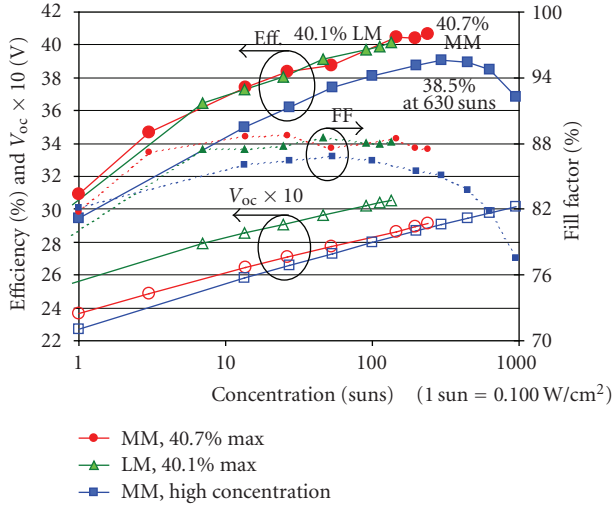 Efficiency (%) and Voc × 10 (V)
42
40
38
36
34
32
30
28
26
24
22
100
94
88
82
76
70
Fill factor (%)
Eff.
40.1% LM
40.7%
MM
38.5%
at 630 suns
FF
Voc × 10
1
10
100
1000
Concentration (suns) (1 sun = 0.100 W/cm²)
MM, 40.7% max
LM, 40.1% max
MM, high concentration